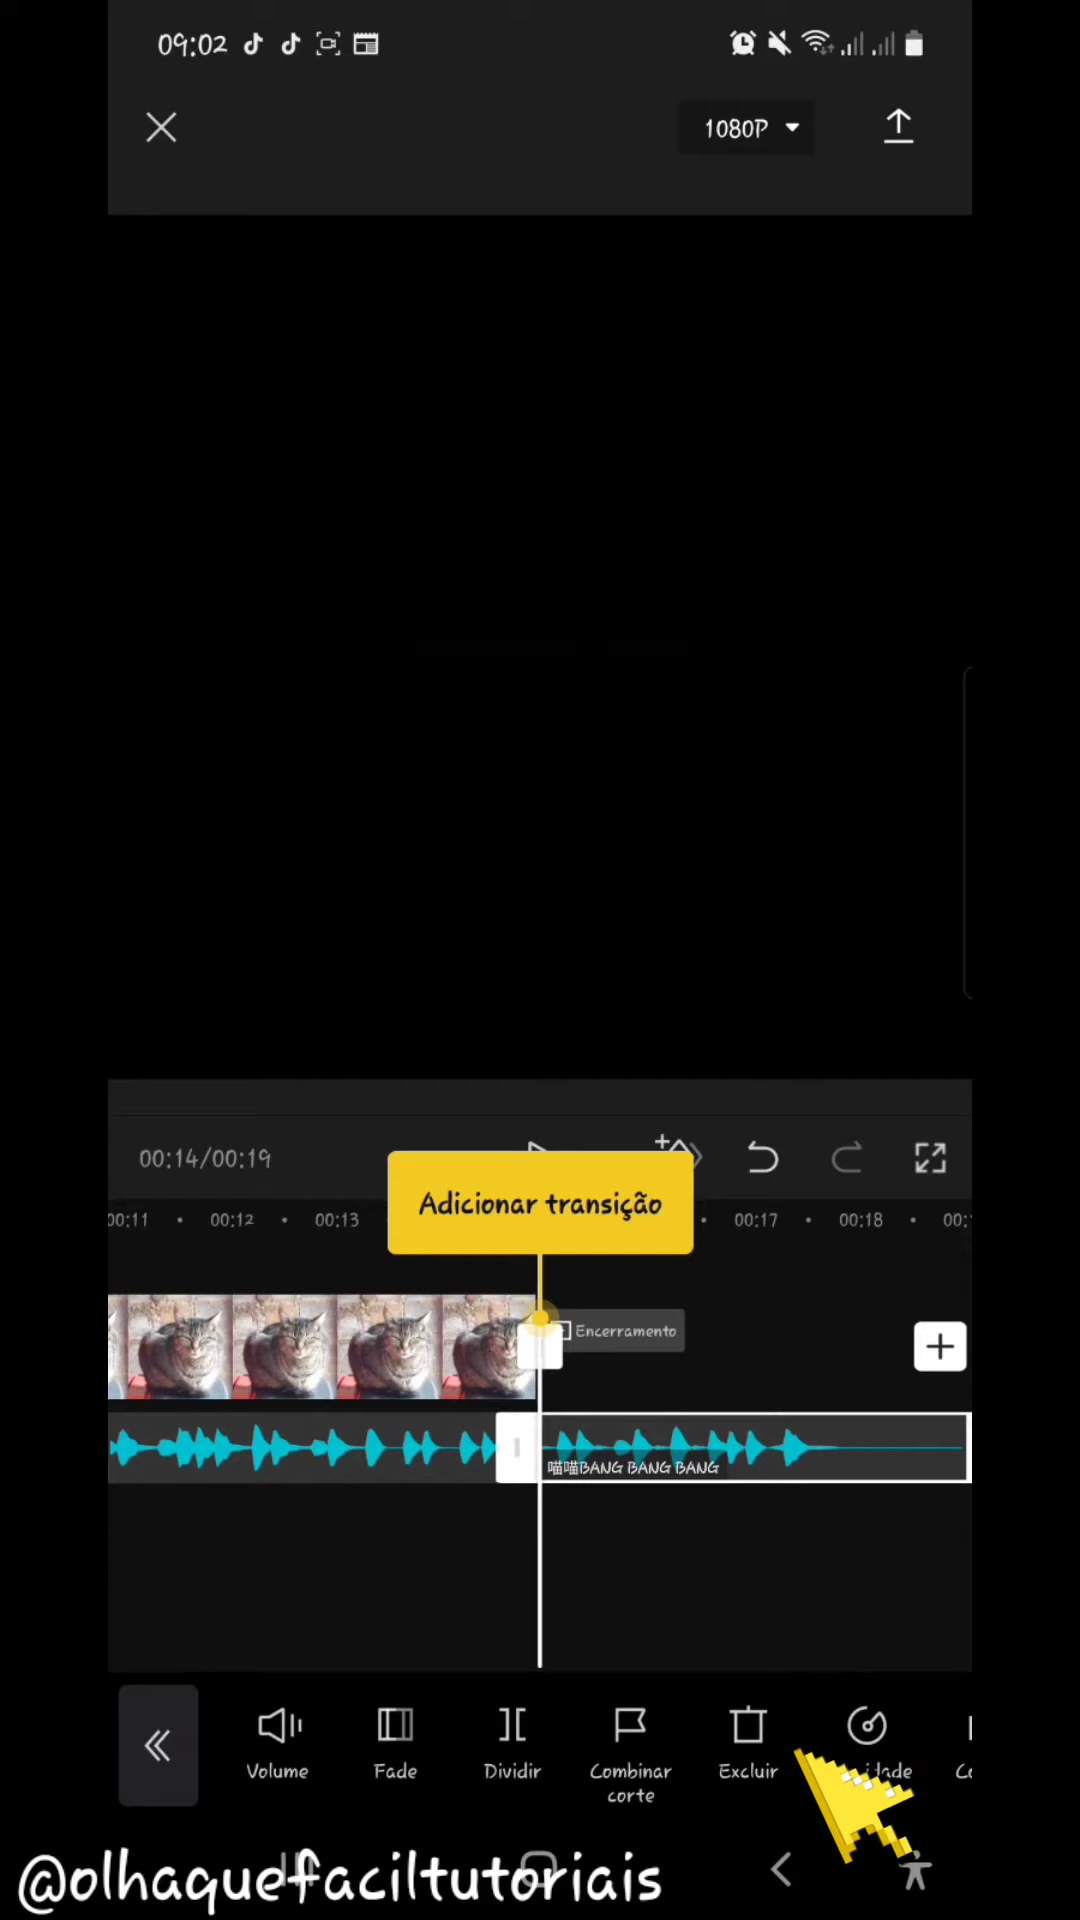 09:02
1080P
00:14/00:19
Adicionar transição
00:11 00:12 00:13 00:17 00:18
Encerramento
喵喵BANG BANG BANG
Volume
Fade
Dividir
Combinar
corte
Excluir
@olhaquefaciltutoriais